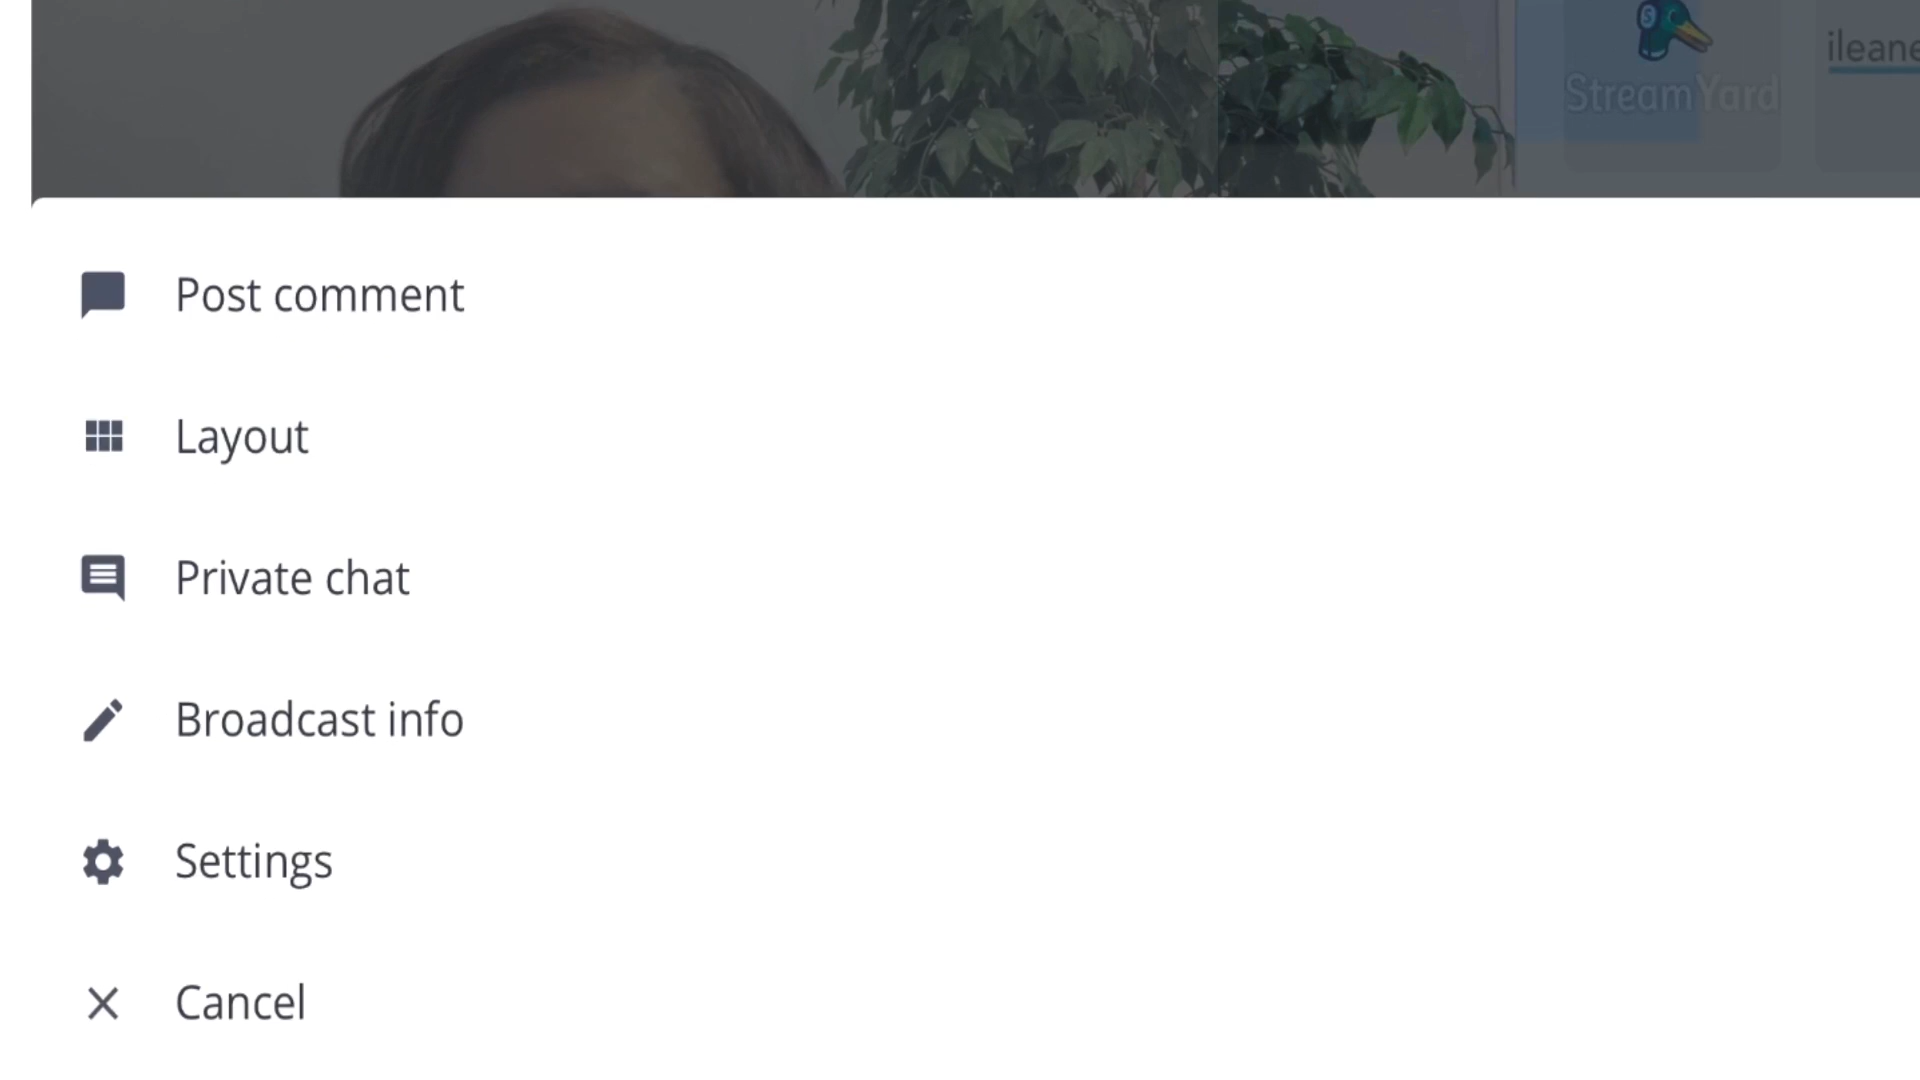 StreamYard
ileane
Post comment
Layout
Private chat
Broadcast info
Settings
Cancel